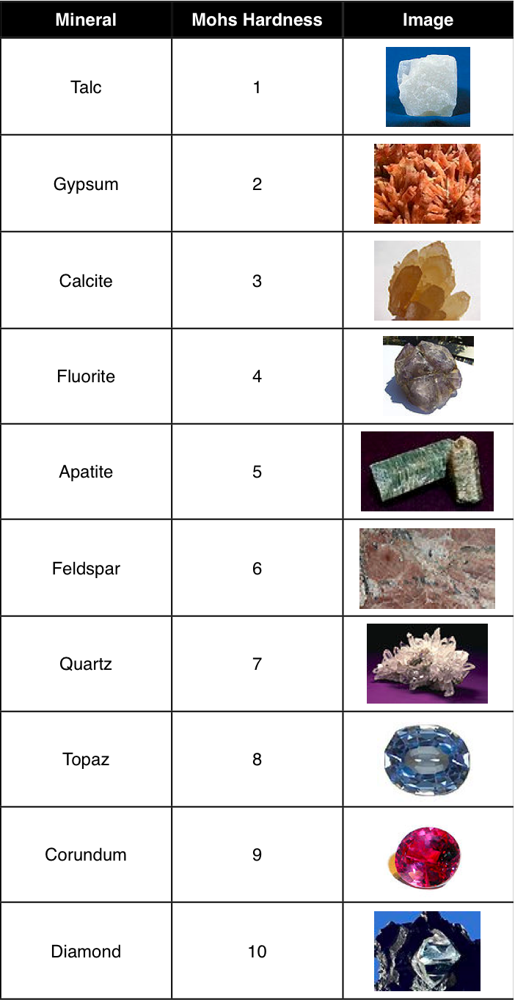 Mineral Mohs Hardness Image
Talc 1
Gypsum 2
Calcite 3
Fluorite 4
Apatite 5
Feldspar 6
Quartz 7
Topaz 8
Corundum 9
Diamond 10